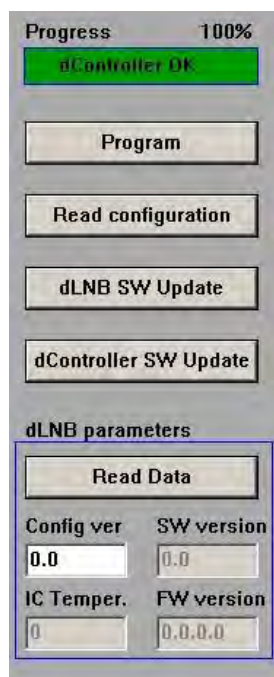 Progress 100%
dController OK
Program
Read configuration
dLNB SW Update
dController SW Update
dLNB parameters
Read Data
Config ver SW version
0.0 0.0
IC Temper. FW version
0 0.0.0.0